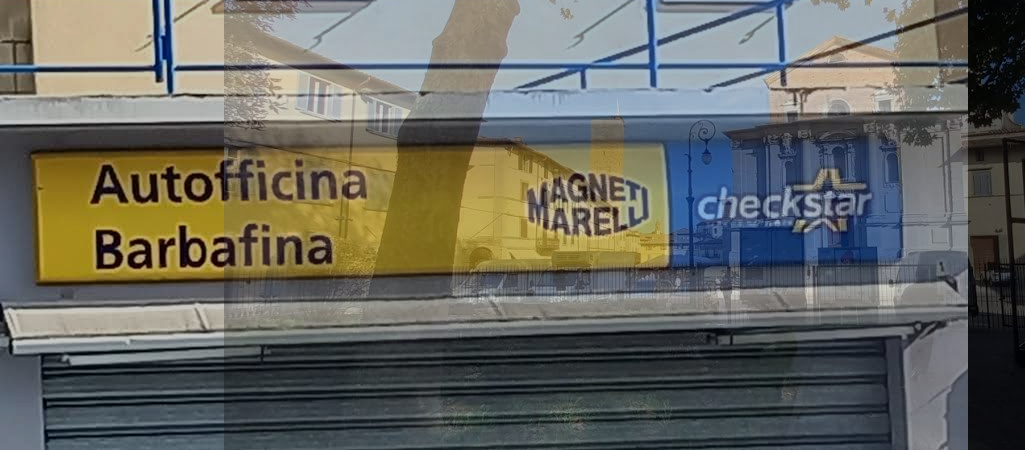 Autofficina
Barbafina
MAGNETI
MARELLI
checkstar